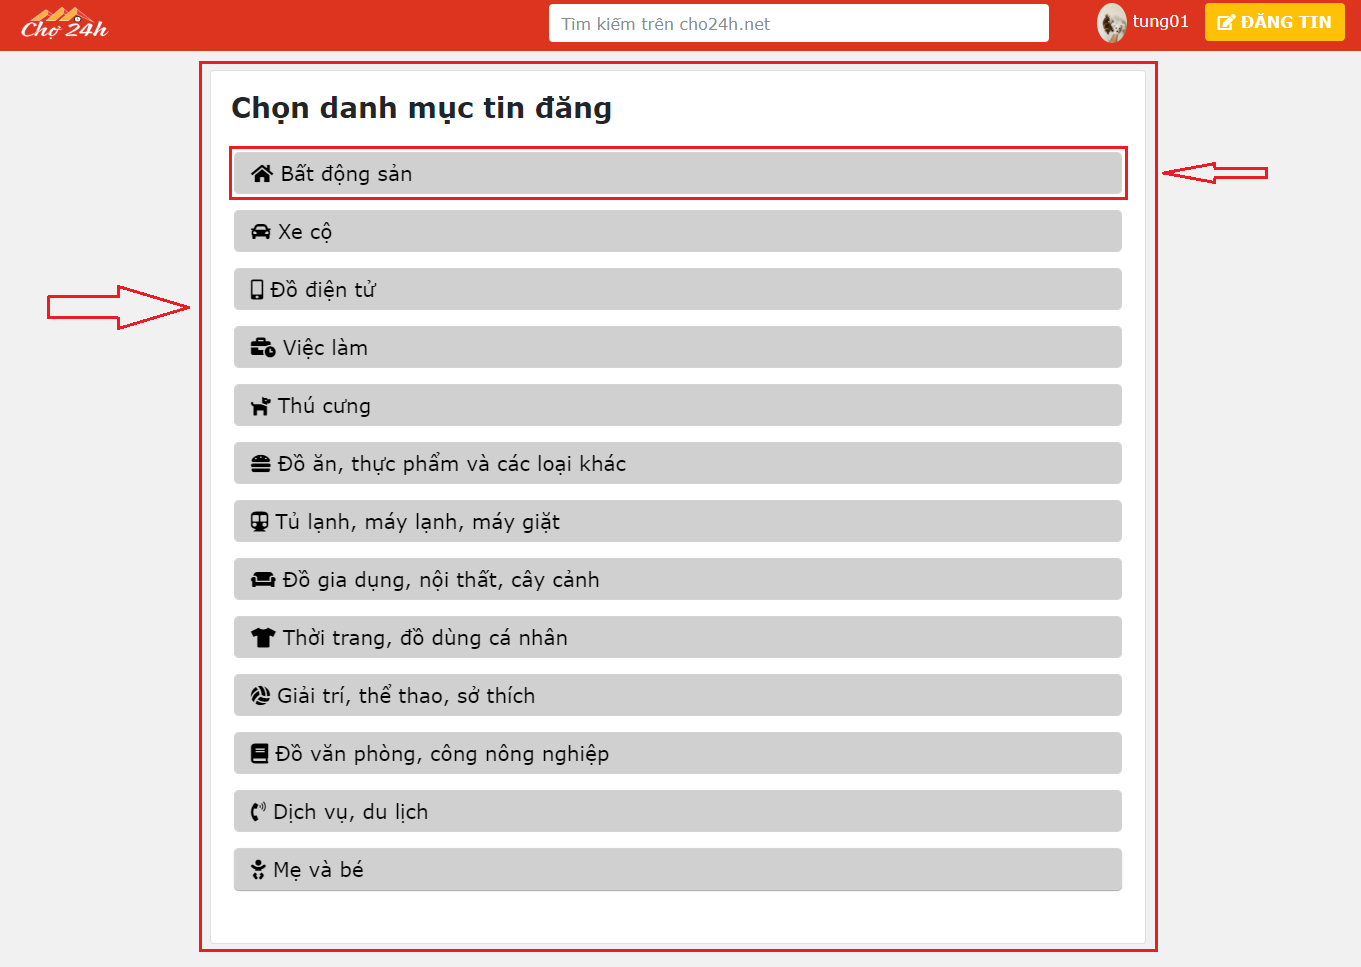 Chợ 24h
Tìm kiếm trên cho24h.net
tung01
ĐĂNG TIN
Chọn danh mục tin đăng
Bất động sản
Xe cộ
Đồ điện tử
Việc làm
Thú cưng
Đồ ăn, thực phẩm và các loại khác
Tủ lạnh, máy lạnh, máy giặt
Đồ gia dụng, nội thất, cây cảnh
Thời trang, đồ dùng cá nhân
Giải trí, thể thao, sở thích
Đồ văn phòng, công nông nghiệp
Dịch vụ, du lịch
Mẹ và bé